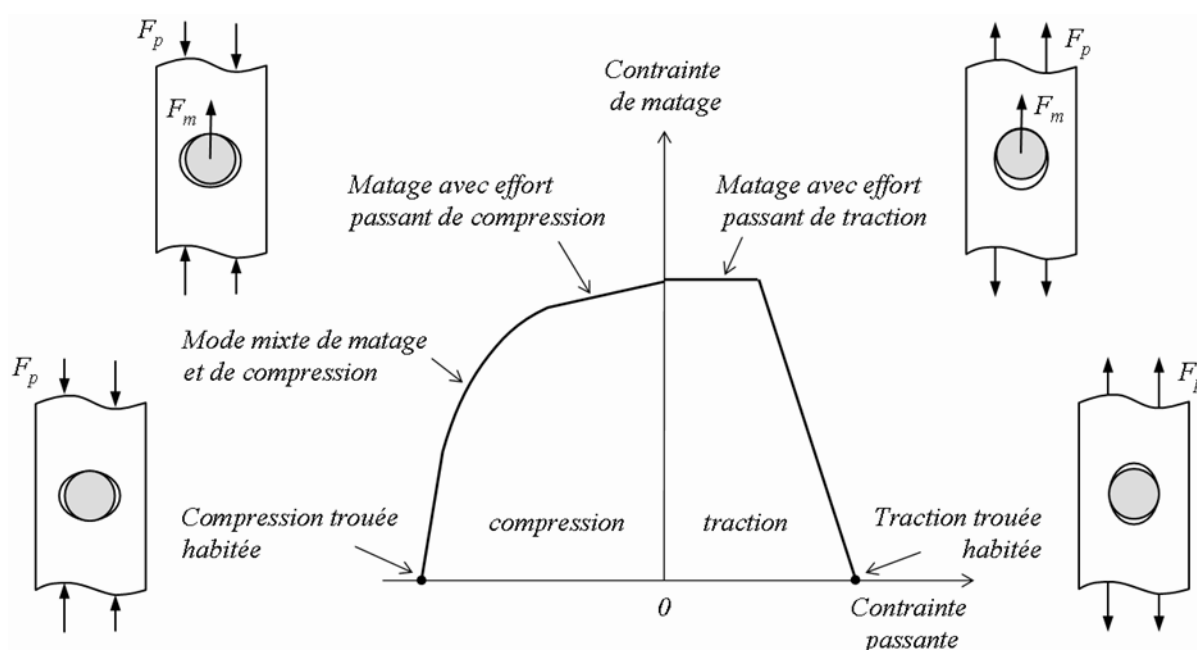 F_p
F_m
Contrainte
de matage
F_p
F_m
Matage avec effort
passant de compression
Matage avec effort
passant de traction
Mode mixte de matage
et de compression
F_p
F_p
Compression trouée
habitée
compression
traction
Traction trouée
habitée
0
Contrainte
passante